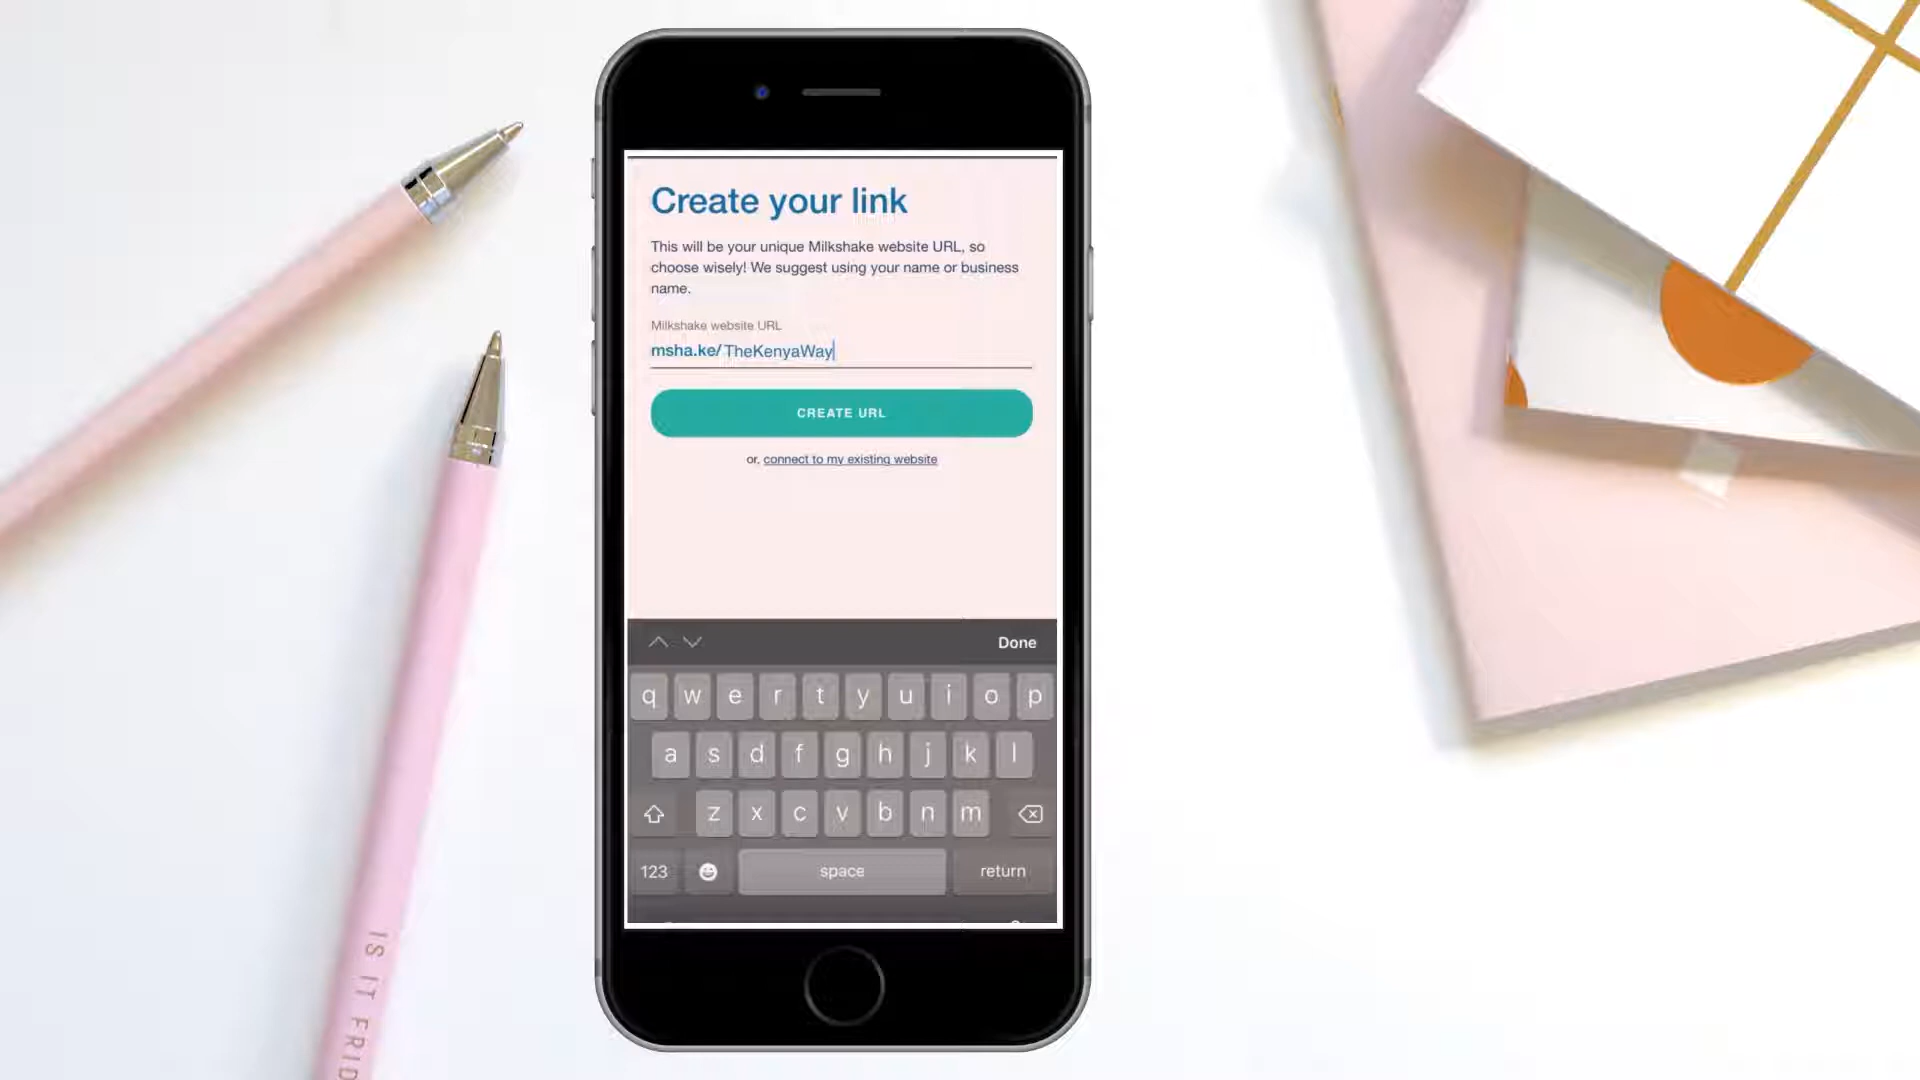 Create your link
This will be your unique Milkshake website URL, so
choose wisely! We suggest using your name or business
name.
Milkshake website URL
msha.ke/TheKenyaWay
CREATE URL
or, connect to my existing website
Done
q w e r t y u i o p
a s d f g h j k l
z x c v b n m
123 space return
IS IT FRID